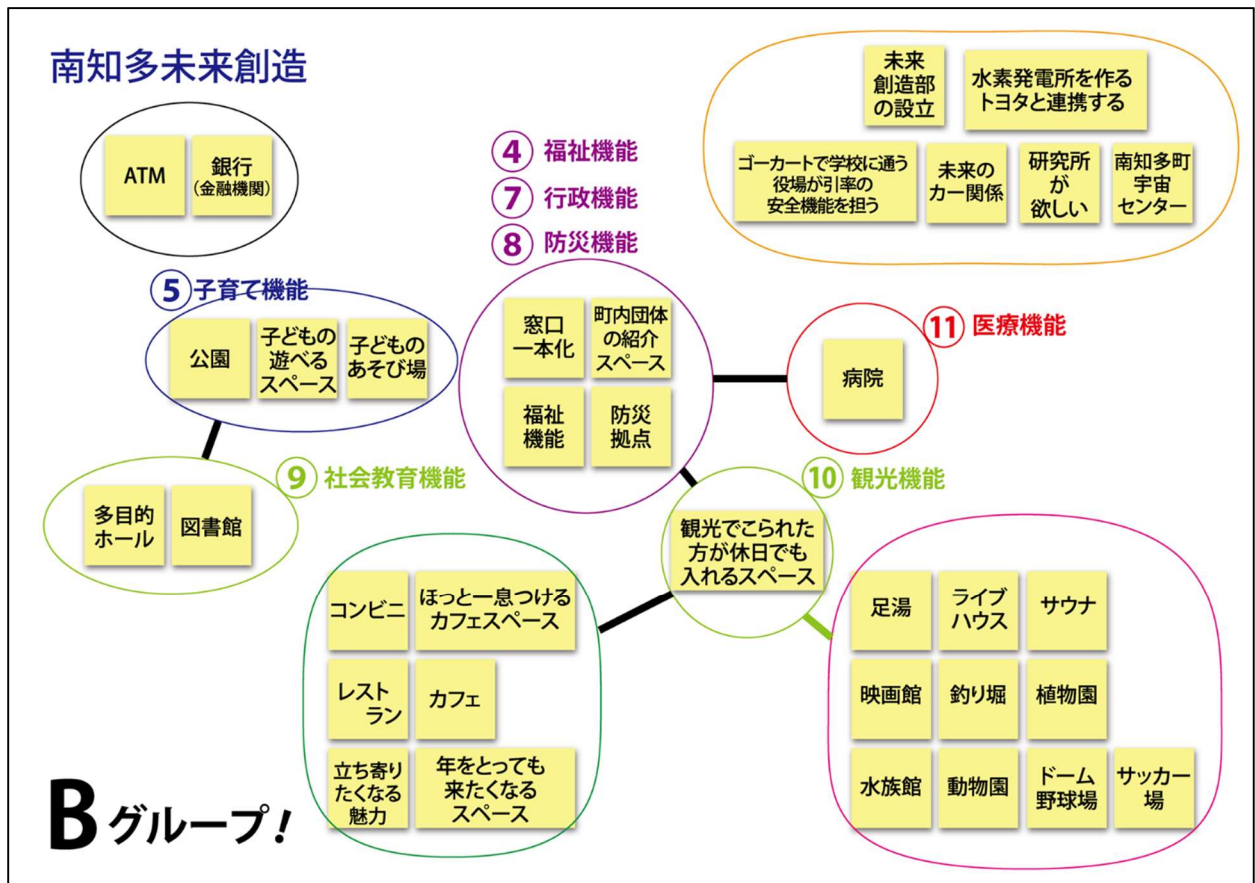 南知多未来創造
ATM
銀行
(金融機関)
④ 福祉機能
⑦ 行政機能
⑧ 防災機能
未来
創造部
の設立
水素発電所を作る
トヨタと連携する
ゴーカートで学校に通う
役場が引率の
安全機能を担う
未来の
カー関係
研究所
が
欲しい
南知多町
宇宙
センター
⑤ 子育て機能
公園
子どもの
遊べる
スペース
子どもの
あそび場
窓口
一本化
町内団体
の紹介
スペース
福祉
機能
防災
拠点
⑪ 医療機能
病院
⑨ 社会教育機能
多目的
ホール
図書館
⑩ 観光機能
観光でこられた
方が休日でも
入れるスペース
コンビニ
ほっと一息つける
カフェスペース
レスト
ラン
カフェ
立ち寄り
たくなる
魅力
年をとっても
来たくなる
スペース
足湯
ライブ
ハウス
サウナ
映画館
釣り堀
植物園
水族館
動物園
ドーム
野球場
サッカー
場
Bグループ!